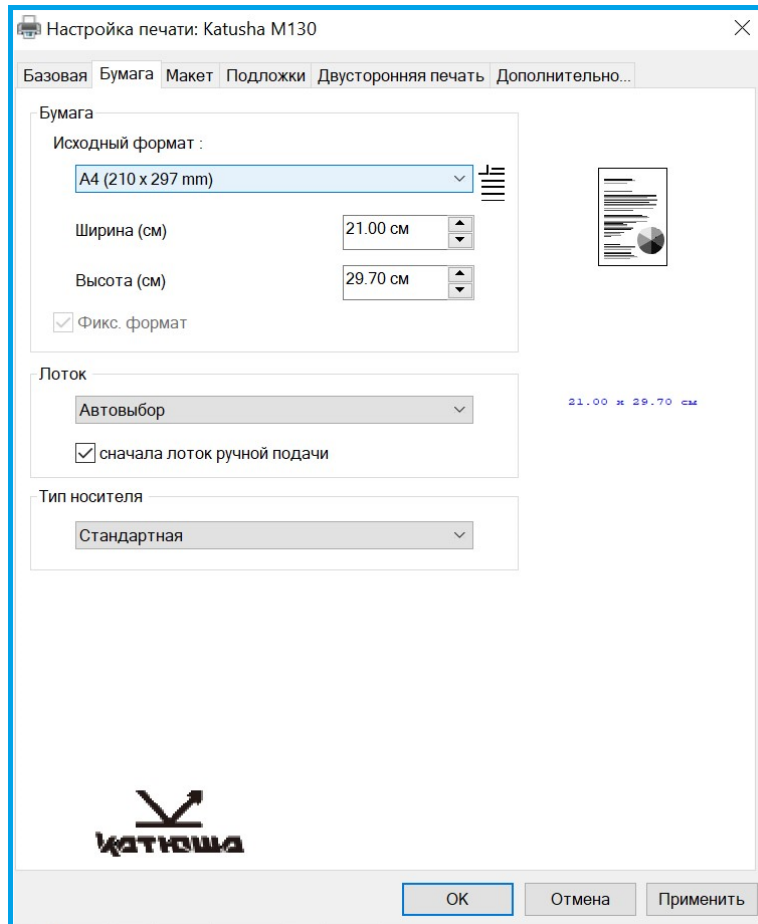 Настройка печати: Katusha M130
Базовая Бумага Макет Подложки Двусторонняя печать Дополнительно...
Бумага
Исходный формат :
A4 (210 x 297 mm)
Ширина (см) 21.00 см
Высота (см) 29.70 см
Фикс. формат
Лоток
Автовыбор
21.00 x 29.70 см
сначала лоток ручной подачи
Тип носителя
Стандартная
катюша
OK Отмена Применить